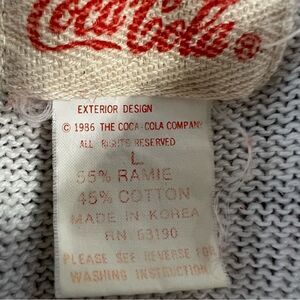 Coca-Cola®
EXTERIOR DESIGN
© 1986 THE COCA-COLA COMPANY
ALL RIGHTS RESERVED
L
55% RAMIE
45% COTTON
MADE IN KOREA
RN 63190
PLEASE SEE REVERSE FOR
WASHING INSTRUCTION